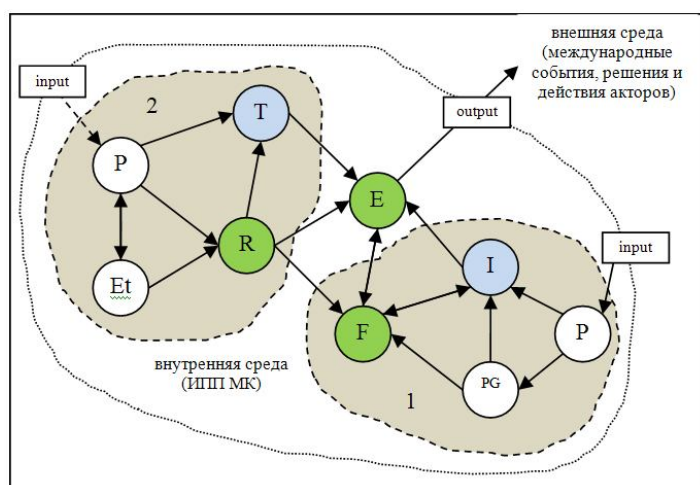 внешняя среда
(международные
события, решения и
действия акторов)
input
2
T
output
P
E
R
I
input
Et
F
P
внутренняя среда
(ИПП МК)
PG
1